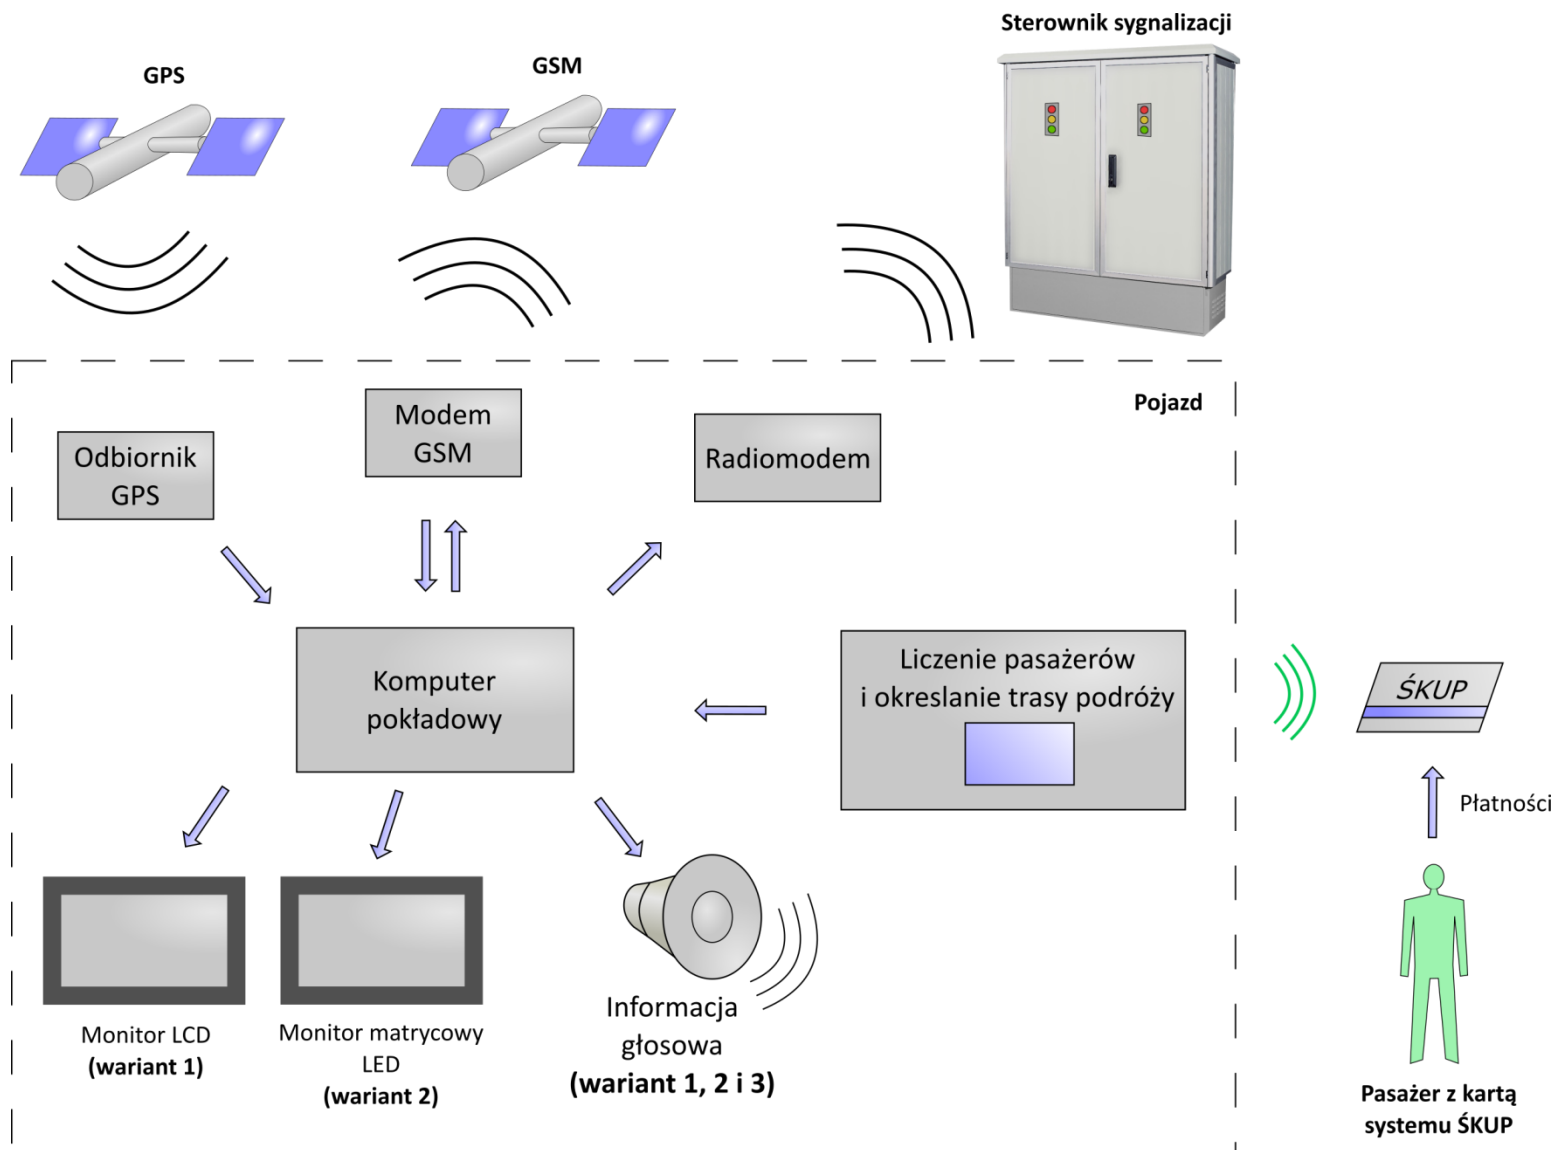 Sterownik sygnalizacji
GPS
GSM
Pojazd
Odbiornik
GPS
Modem
GSM
Radiomodem
Komputer
pokładowy
Liczenie pasażerów
i okreslanie trasy podróży
ŚKUP
Płatności
Monitor LCD
(wariant 1)
Monitor matrycowy
LED
(wariant 2)
Informacja
głosowa
(wariant 1, 2 i 3)
Pasażer z kartą
systemu ŚKUP